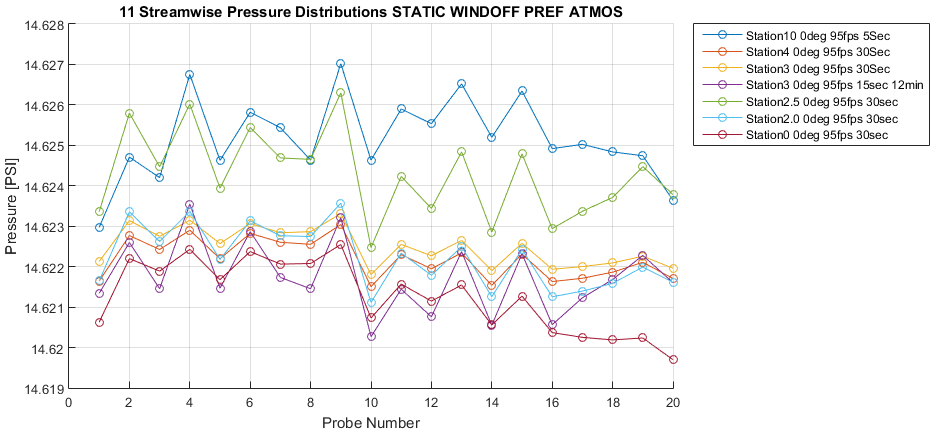 11 Streamwise Pressure Distributions STATIC WINDOFF PREF ATMOS
Pressure [PSI]
14.628
14.627
14.626
14.625
14.624
14.623
14.622
14.621
14.62
14.619
0 2 4 6 8 10 12 14 16 18 20
Probe Number
Station10 0deg 95fps 5Sec
Station4 0deg 95fps 30Sec
Station3 0deg 95fps 30Sec
Station3 0deg 95fps 15sec 12min
Station2.5 0deg 95fps 30sec
Station2.0 0deg 95fps 30sec
Station0 0deg 95fps 30sec